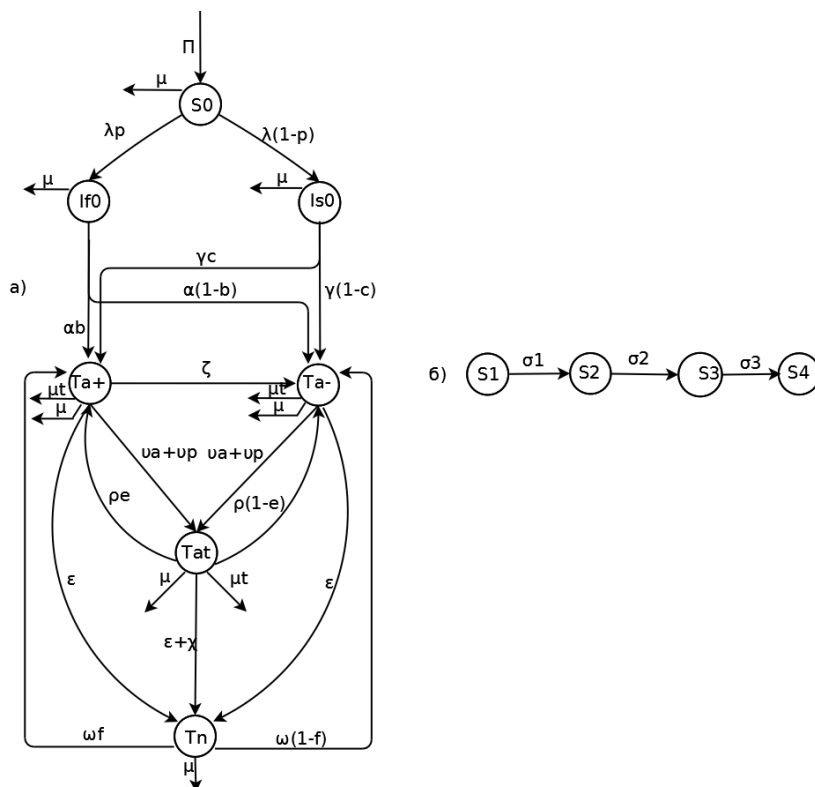 Π
μ
S0
λp
λ(1-p)
μ
μ
If0
Is0
γc
а)
α(1-b)
γ(1-c)
αb
Ta+
ζ
Ta-
μt
μt
μ
μ
б)
S1
σ1
S2
σ2
S3
σ3
S4
υa+υp
υa+υp
ρe
ρ(1-e)
Tat
μ
μt
ε
ε
ε+χ
ωf
Tn
ω(1-f)
μ